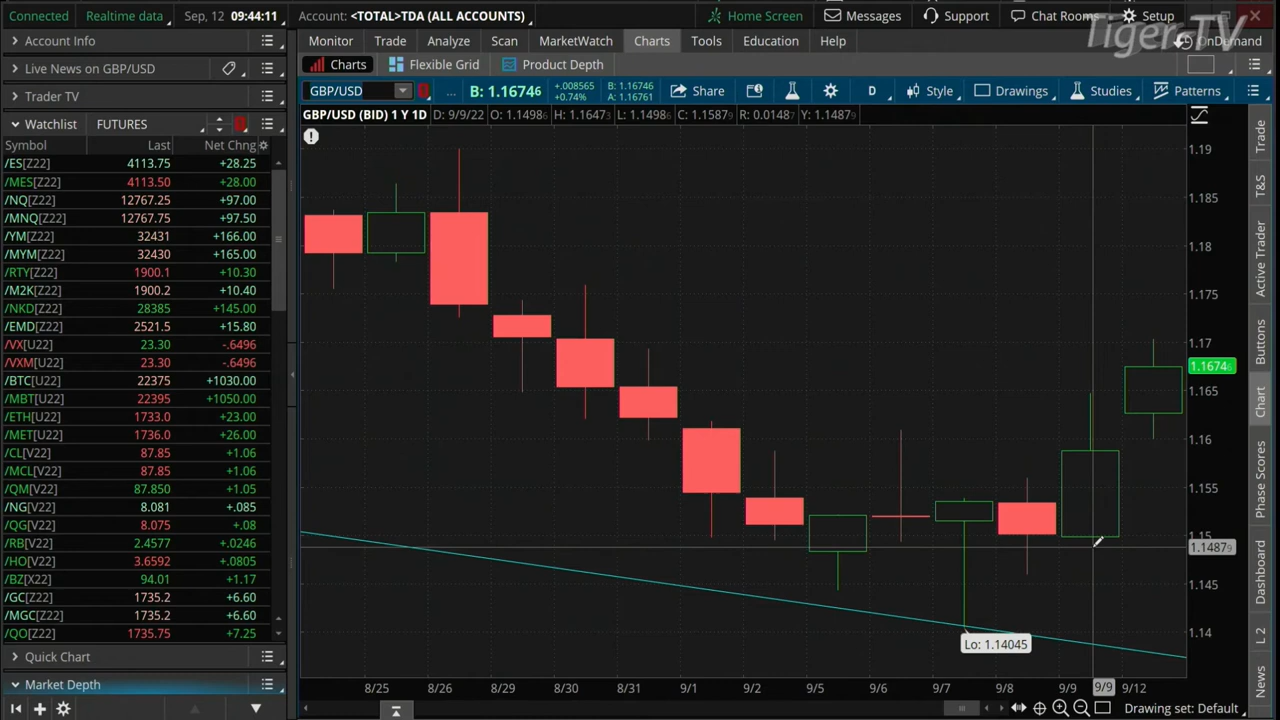 Connected Realtime data Sep, 12 09:44:11 Account: <TOTAL>TDA (ALL ACCOUNTS) Home Screen Messages Support Chat Rooms Setup
Tiger.TV
OnDemand
Account Info
Live News on GBP/USD
Trader TV
Watchlist FUTURES
Symbol Last Net Chng
/ES[Z22] 4113.75 +28.25
/MES[Z22] 4113.50 +28.00
/NQ[Z22] 12767.25 +97.00
/MNQ[Z22] 12767.75 +97.50
/YM[Z22] 32431 +166.00
/MYM[Z22] 32430 +165.00
/RTY[Z22] 1900.1 +10.30
/M2K[Z22] 1900.2 +10.40
/NKD[Z22] 28385 +145.00
/EMD[Z22] 2521.5 +15.80
/VX[U22] 23.30 -.6496
/VXM[U22] 23.30 -.6496
/BTC[U22] 22375 +1030.00
/MBT[U22] 22395 +1050.00
/ETH[U22] 1733.0 +23.00
/MET[U22] 1736.0 +26.00
/CL[V22] 87.85 +1.06
/MCL[V22] 87.85 +1.06
/QM[V22] 87.850 +1.05
/NG[V22] 8.081 +.085
/QG[V22] 8.075 +.08
/RB[V22] 2.4577 +.0246
/HO[V22] 3.6592 +.0805
/BZ[X22] 94.01 +1.17
/GC[Z22] 1735.2 +6.60
/MGC[Z22] 1735.2 +6.60
/QO[Z22] 1735.75 +7.25
Quick Chart
Market Depth
Monitor Trade Analyze Scan MarketWatch Charts Tools Education Help
Charts Flexible Grid Product Depth
GBP/USD B: 1.16746 +.008565 +0.74% B: 1.16746 A: 1.16761 Share D Style Drawings Studies Patterns
GBP/USD (BID) 1 Y 1D D: 9/9/22 O: 1.14986 H: 1.16473 L: 1.14986 C: 1.15879 R: 0.01487 Y: 1.14879
1.19
1.185
1.18
1.175
1.17
1.16746
1.165
1.16
1.155
1.15
1.14879
1.145
1.14
Lo: 1.14045
8/25 8/26 8/29 8/30 8/31 9/1 9/2 9/5 9/6 9/7 9/8 9/9 9/9 9/12
Drawing set: Default
Trade
T&S
Active Trader
Buttons
Chart
Phase Scores
Dashboard
L 2
News